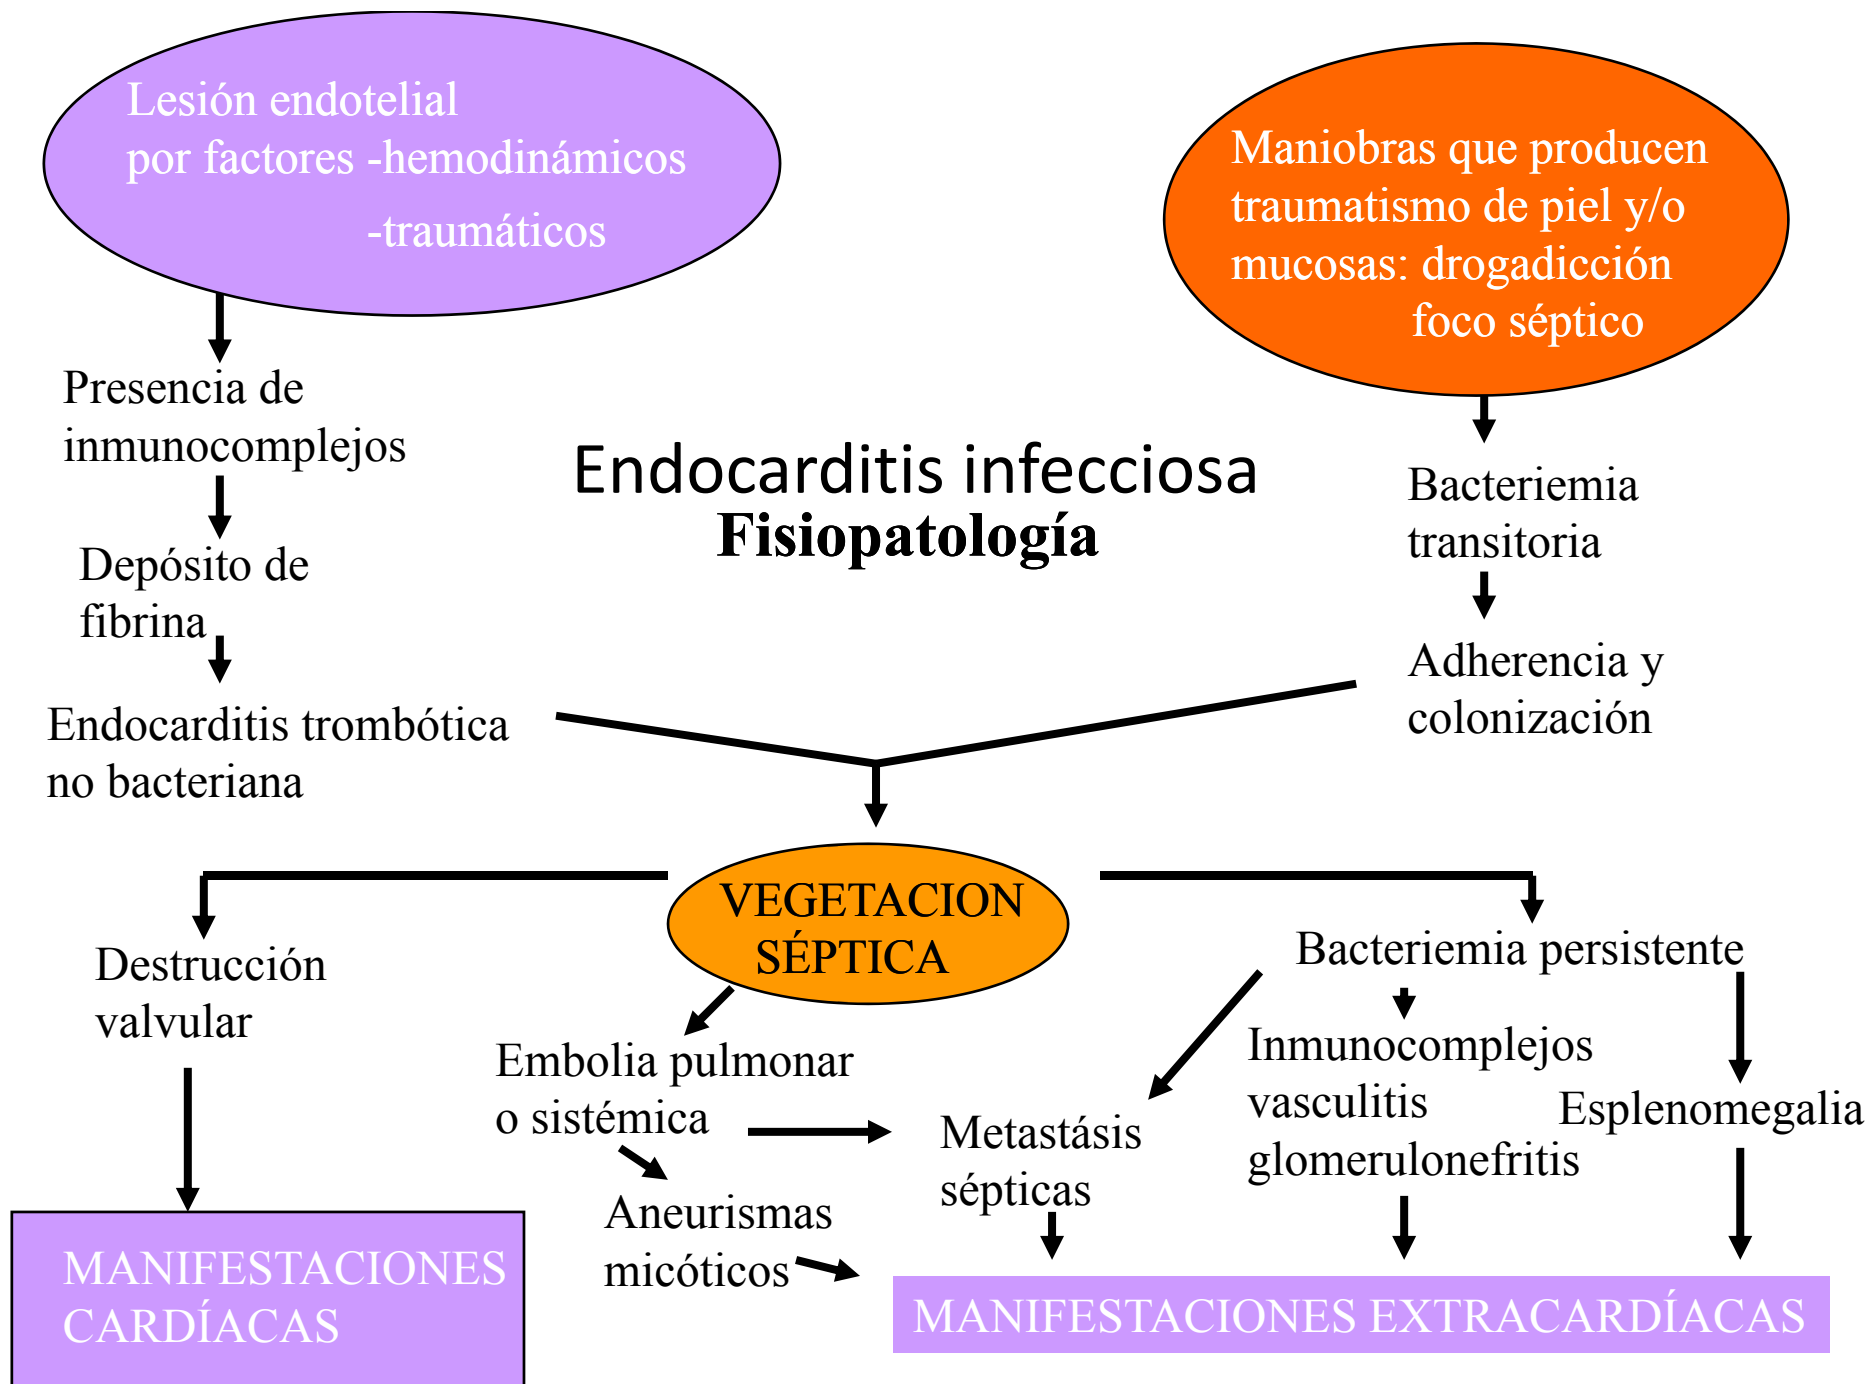 Lesión endotelial
por factores -hemodinámicos
-traumáticos
Maniobras que producen
traumatismo de piel y/o
mucosas: drogadicción
foco séptico
Presencia de
inmunocomplejos
Endocarditis infecciosa
Fisiopatología
Bacteriemia
transitoria
Depósito de
fibrina
Adherencia y
colonización
Endocarditis trombótica
no bacteriana
VEGETACION
SÉPTICA
Destrucción
valvular
Bacteriemia persistente
Embolia pulmonar
o sistémica
Inmunocomplejos
vasculitis
glomerulonefritis
Esplenomegalia
Metastásis
sépticas
Aneurismas
micóticos
MANIFESTACIONES
CARDÍACAS
MANIFESTACIONES EXTRACARDÍACAS